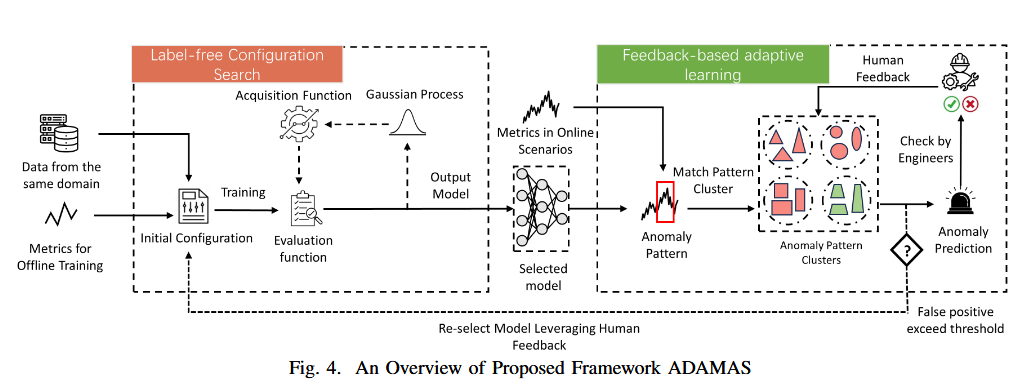 Label-free Configuration
Search
Feedback-based adaptive
learning
Human
Feedback
Acquisition Function
Gaussian Process
Metrics in Online
Scenarios
Check by
Engineers
Data from the
same domain
Training
Output
Model
Match Pattern
Cluster
Metrics for
Offline Training
Initial Configuration
Evaluation
function
Selected
model
Anomaly
Pattern
Anomaly Pattern
Clusters
?
Anomaly
Prediction
False positive
exceed threshold
Re-select Model Leveraging Human
Feedback
Fig. 4. An Overview of Proposed Framework ADAMAS